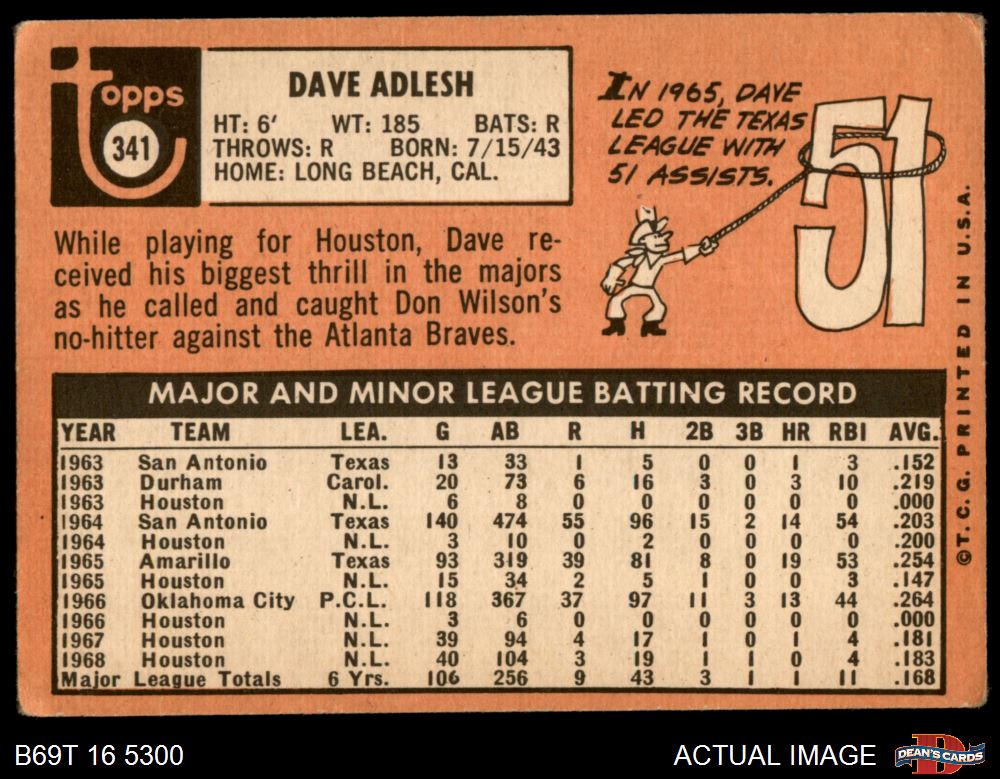 topps
341
DAVE ADLESH
HT: 6' WT: 185 BATS: R
THROWS: R BORN: 7/15/43
HOME: LONG BEACH, CAL.
IN 1965, DAVE
LED THE TEXAS
LEAGUE WITH
51 ASSISTS.
51
While playing for Houston, Dave re-
ceived his biggest thrill in the majors
as he called and caught Don Wilson's
no-hitter against the Atlanta Braves.
MAJOR AND MINOR LEAGUE BATTING RECORD
YEAR TEAM LEA. G AB R H 2B 3B HR RBI AVG.
1963 San Antonio Texas 13 33 1 5 0 0 1 3 .152
1963 Durham Carol. 20 73 6 16 3 0 3 10 .219
1963 Houston N.L. 6 8 0 0 0 0 0 0 .000
1964 San Antonio Texas 140 474 55 96 15 2 14 54 .203
1964 Houston N.L. 3 10 0 2 0 0 0 0 .200
1965 Amarillo Texas 93 319 39 81 8 0 19 53 .254
1965 Houston N.L. 15 34 2 5 1 0 0 3 .147
1966 Oklahoma City P.C.L. 118 367 37 97 11 3 13 44 .264
1966 Houston N.L. 3 6 0 0 0 0 0 0 .000
1967 Houston N.L. 39 94 4 17 1 0 1 4 .181
1968 Houston N.L. 40 104 3 19 1 1 0 4 .183
Major League Totals 6 Yrs. 106 256 9 43 3 1 1 11 .168
©T.C.G. PRINTED IN U.S.A.
B69T 16 5300
ACTUAL IMAGE
D
DEAN'S CARDS